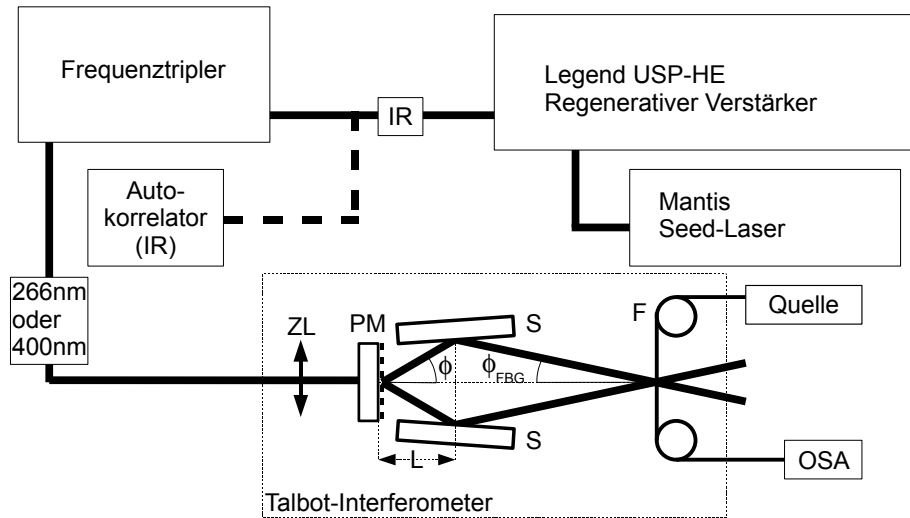 Frequenztripler
IR
Legend USP-HE
Regenerativer Verstärker
Auto-
korrelator
(IR)
Mantis
Seed-Laser
266nm
oder
400nm
ZL
PM
S
F
Quelle
ϕ
ϕFBG
S
L
OSA
Talbot-Interferometer